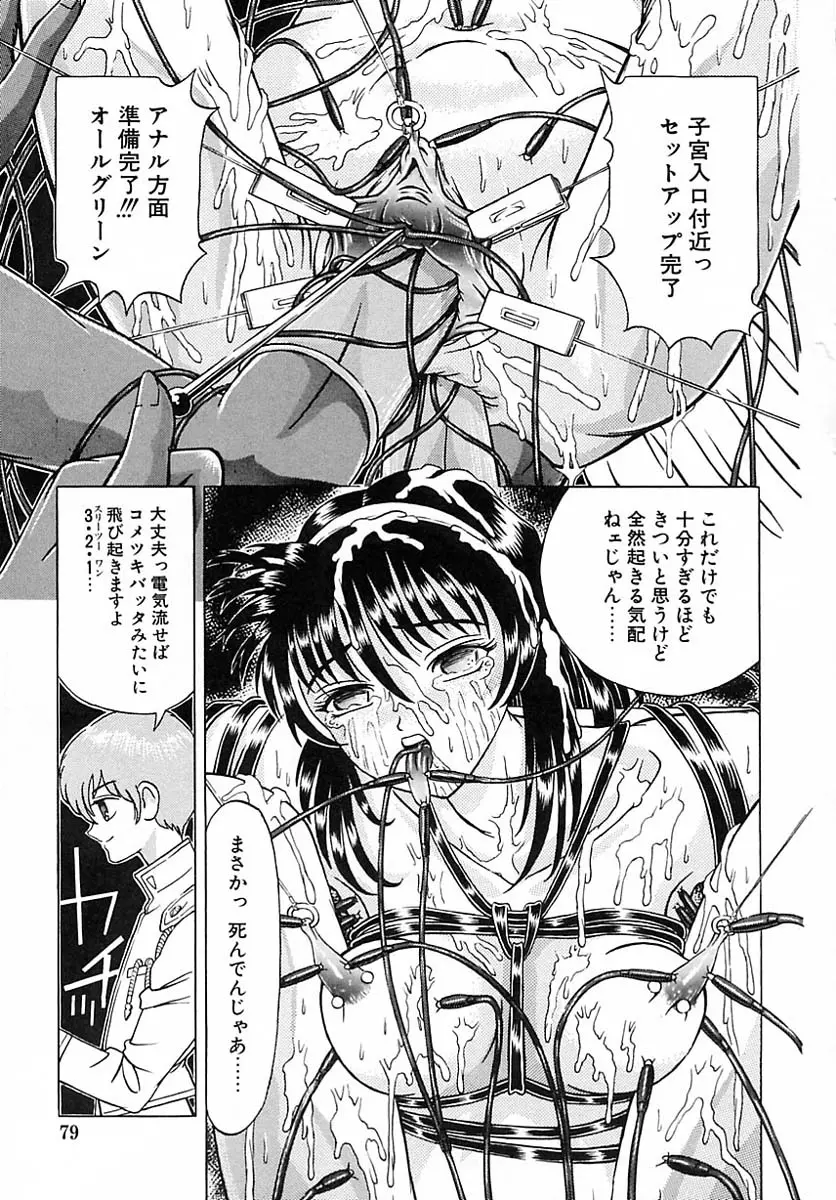 子宮入口付近っ
セットアップ完了
アナル方面
準備完了!!!
オールグリーン
これだけでも
十分すぎるほど
きついと思うけど
全然起きる気配
ねェじゃん……
まさかっ 死んでんじゃあ……
大丈夫っ電気流せば
コメツキバッタみたいに
飛び起きますよ
3・2・1…
スリーツー ワン
カチッ
79